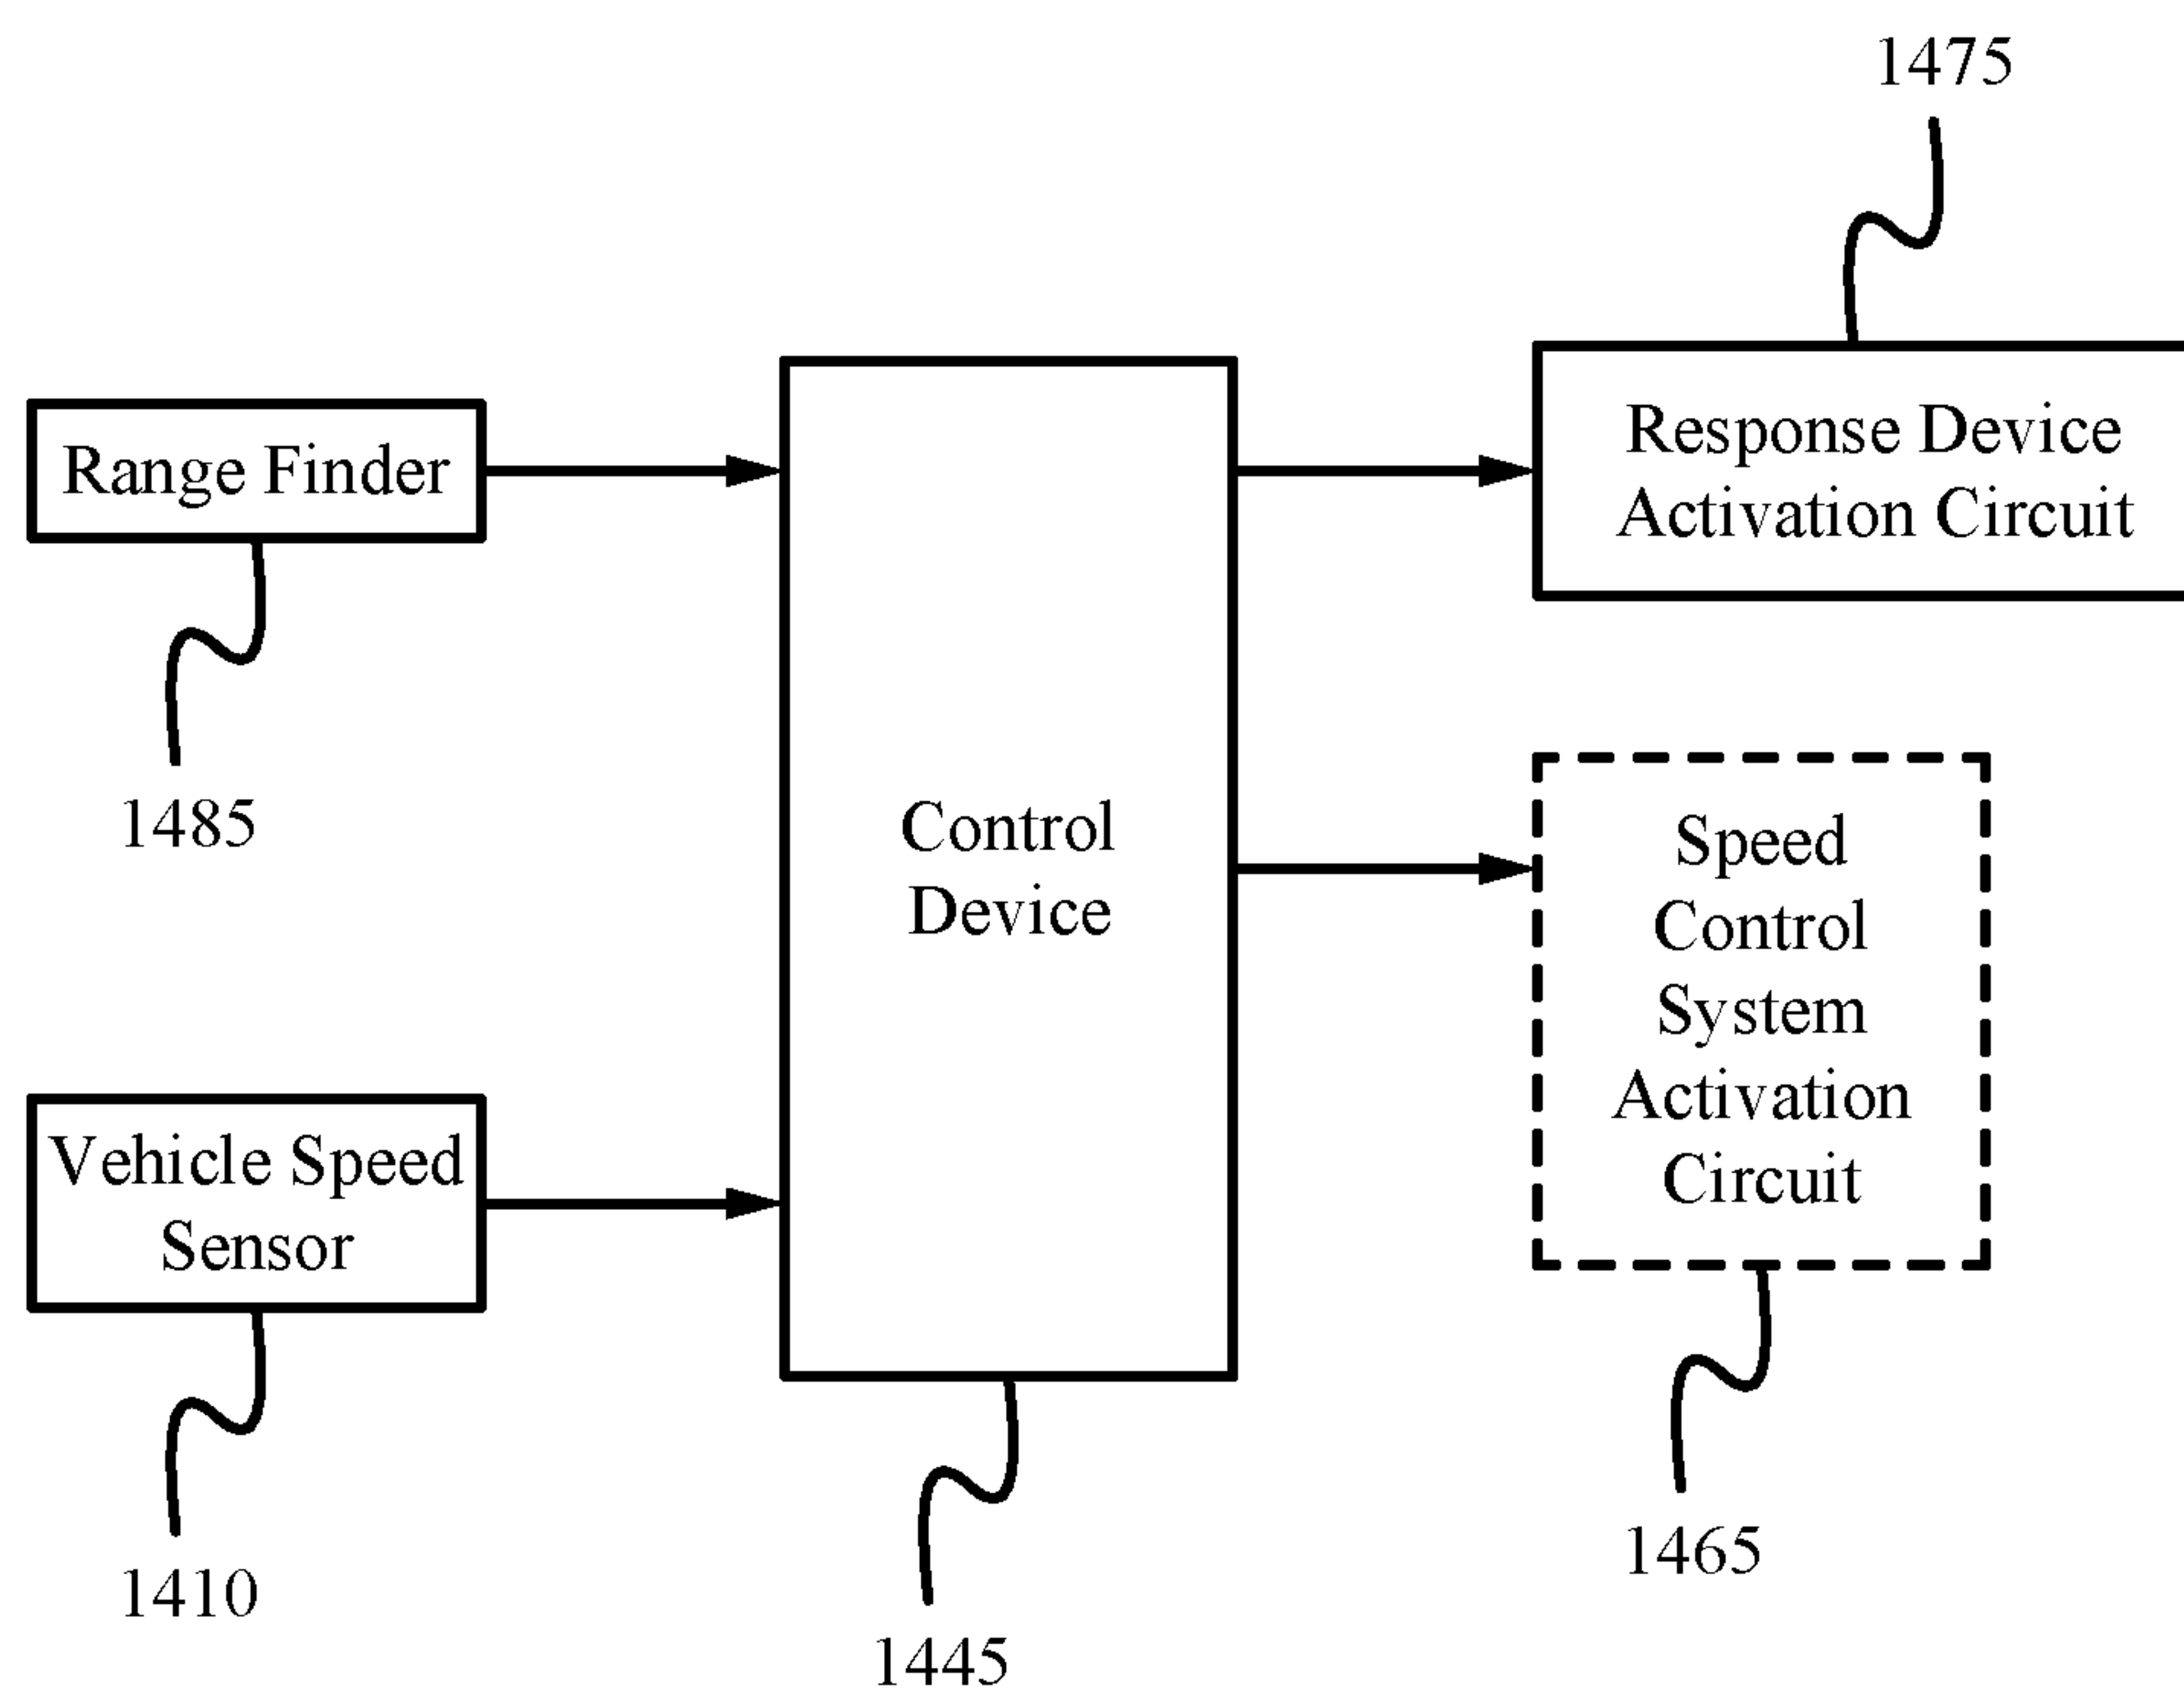 1475
Range Finder
Response Device
Activation Circuit
1485
Control
Device
Speed
Control
System
Activation
Circuit
Vehicle Speed
Sensor
1410
1445
1465